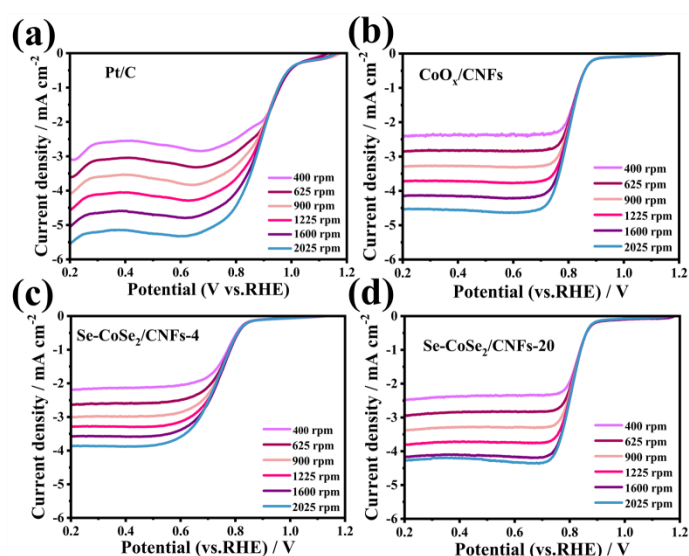 (a)
Pt/C
Current density / mA cm⁻²
0
-1
-2
-3
-4
-5
-6
400 rpm
625 rpm
900 rpm
1225 rpm
1600 rpm
2025 rpm
0.2 0.4 0.6 0.8 1.0 1.2
Potential (V vs.RHE)
(b)
CoOₓ/CNFs
Current density / mA cm⁻²
0
-1
-2
-3
-4
-5
-6
400 rpm
625 rpm
900 rpm
1225 rpm
1600 rpm
2025 rpm
0.2 0.4 0.6 0.8 1.0 1.2
Potential (vs.RHE) / V
(c)
Se-CoSe₂/CNFs-4
Current density / mA cm⁻²
0
-1
-2
-3
-4
-5
-6
400 rpm
625 rpm
900 rpm
1225 rpm
1600 rpm
2025 rpm
0.2 0.4 0.6 0.8 1.0 1.2
Potential (vs.RHE) / V
(d)
Se-CoSe₂/CNFs-20
Current density / mA cm⁻²
0
-1
-2
-3
-4
-5
-6
400 rpm
625 rpm
900 rpm
1225 rpm
1600 rpm
2025 rpm
0.2 0.4 0.6 0.8 1.0 1.2
Potential (vs.RHE) / V